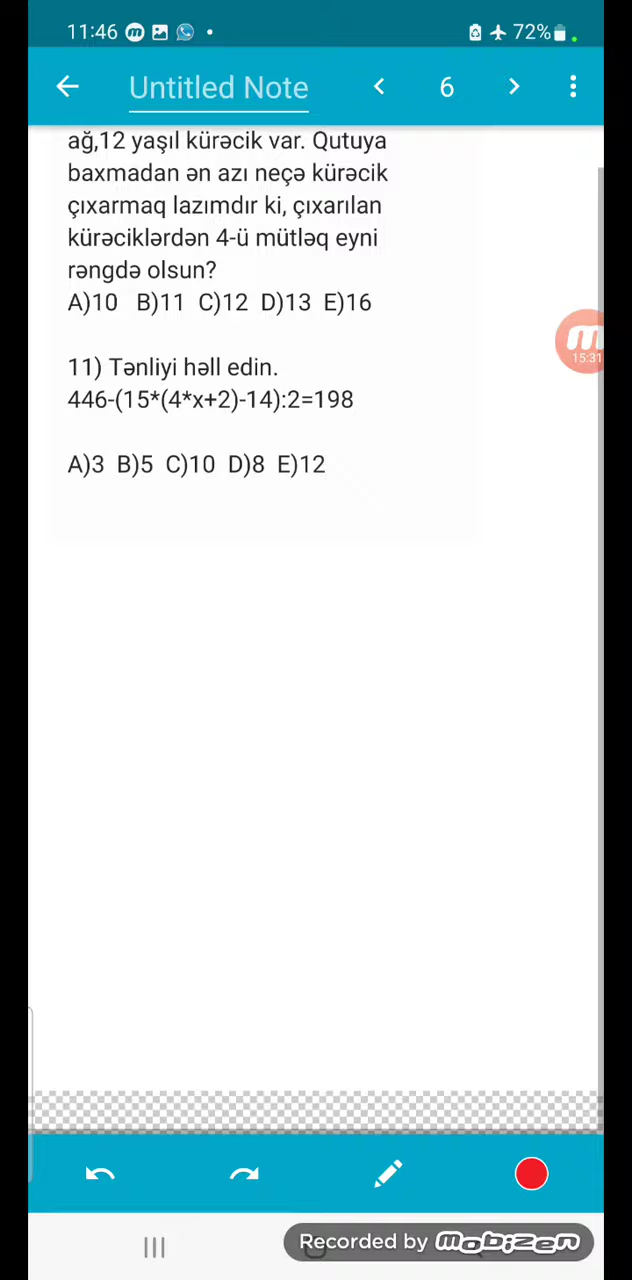 11:46 72%
Untitled Note 6
ağ,12 yaşıl kürəcik var. Qutuya
baxmadan ən azı neçə kürəcik
çıxarmaq lazımdır ki, çıxarılan
kürəciklərdən 4-ü mütləq eyni
rəngdə olsun?
A)10 B)11 C)12 D)13 E)16
m
15:31
11) Tənliyi həll edin.
446-(15*(4*x+2)-14):2=198
A)3 B)5 C)10 D)8 E)12
Recorded by mobizen